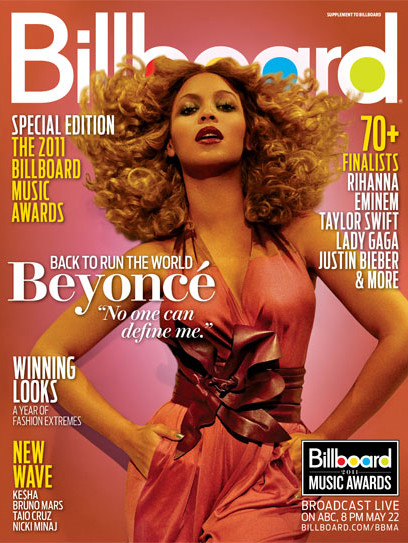 SUPPLEMENT TO BILLBOARD
Billboard
SPECIAL EDITION
THE 2011
BILLBOARD
MUSIC
AWARDS
70+
FINALISTS
RIHANNA
EMINEM
TAYLOR SWIFT
LADY GAGA
JUSTIN BIEBER
& MORE
BACK TO RUN THE WORLD
Beyoncé
“No one can
define me.”
WINNING
LOOKS
A YEAR OF
FASHION EXTREMES
NEW
WAVE
KESHA
BRUNO MARS
TAIO CRUZ
NICKI MINAJ
Billboard
2011
MUSIC AWARDS
BROADCAST LIVE
ON ABC, 8 PM MAY 22
BILLBOARD.COM/BBMA